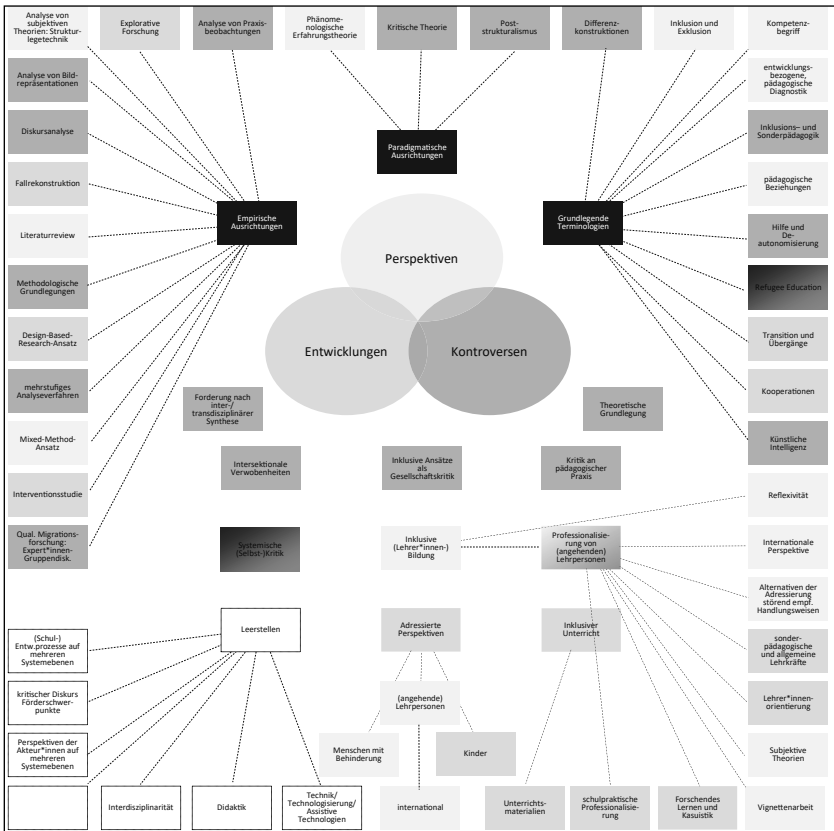 Analyse von
subjektiven
Theorien: Struktur-
legetechnik
Explorative
Forschung
Analyse von Praxis-
beobachtungen
Phänome-
nologische
Erfahrungstheorie
Kritische Theorie
Post-
strukturalismus
Differenz-
konstruktionen
Inklusion und
Exklusion
Kompetenz-
begriff
Analyse von Bild-
repräsentationen
entwicklungs-
bezogene,
pädagogische
Diagnostik
Diskursanalyse
Paradigmatische
Ausrichtungen
Inklusions– und
Sonderpädagogik
Fallrekonstruktion
pädagogische
Beziehungen
Literaturreview
Empirische
Ausrichtungen
Grundlegende
Terminologien
Hilfe und
De-
autonomisierung
Perspektiven
Methodologische
Grundlegungen
Refugee Education
Design-Based-
Research-Ansatz
Entwicklungen
Kontroversen
Transition und
Übergänge
mehrstufiges
Analyseverfahren
Forderung nach
inter-/
transdisziplinärer
Synthese
Theoretische
Grundlegung
Kooperationen
Mixed-Method-
Ansatz
Künstliche
Intelligenz
Intersektionale
Verwobenheiten
Inklusive Ansätze
als
Gesellschaftskritik
Kritik an
pädagogischer
Praxis
Interventionsstudie
Reflexivität
Qual. Migrations-
forschung:
Expert*innen-
Gruppendisk.
Systemische
(Selbst-)Kritik
Inklusive
(Lehrer*innen-)
Bildung
Professionalisie-
rung von
(angehenden)
Lehrpersonen
Internationale
Perspektive
Alternativen der
Adressierung
störend empf.
Handlungsweisen
(Schul-)
Entw.prozesse auf
mehreren
Systemebenen
Leerstellen
Adressierte
Perspektiven
Inklusiver
Unterricht
sonder-
pädagogische
und allgemeine
Lehrkräfte
kritischer Diskurs
Förderschwer-
punkte
(angehende)
Lehrpersonen
Lehrer*innen-
orientierung
Perspektiven der
Akteur*innen auf
mehreren
Systemebenen
Menschen mit
Behinderung
Kinder
Subjektive
Theorien
Interdisziplinarität
Didaktik
Technik/
Technologisierung/
Assistive
Technologien
international
Unterrichts-
materialien
schulpraktische
Professionalisie-
rung
Forschendes
Lernen und
Kasuistik
Vignettenarbeit